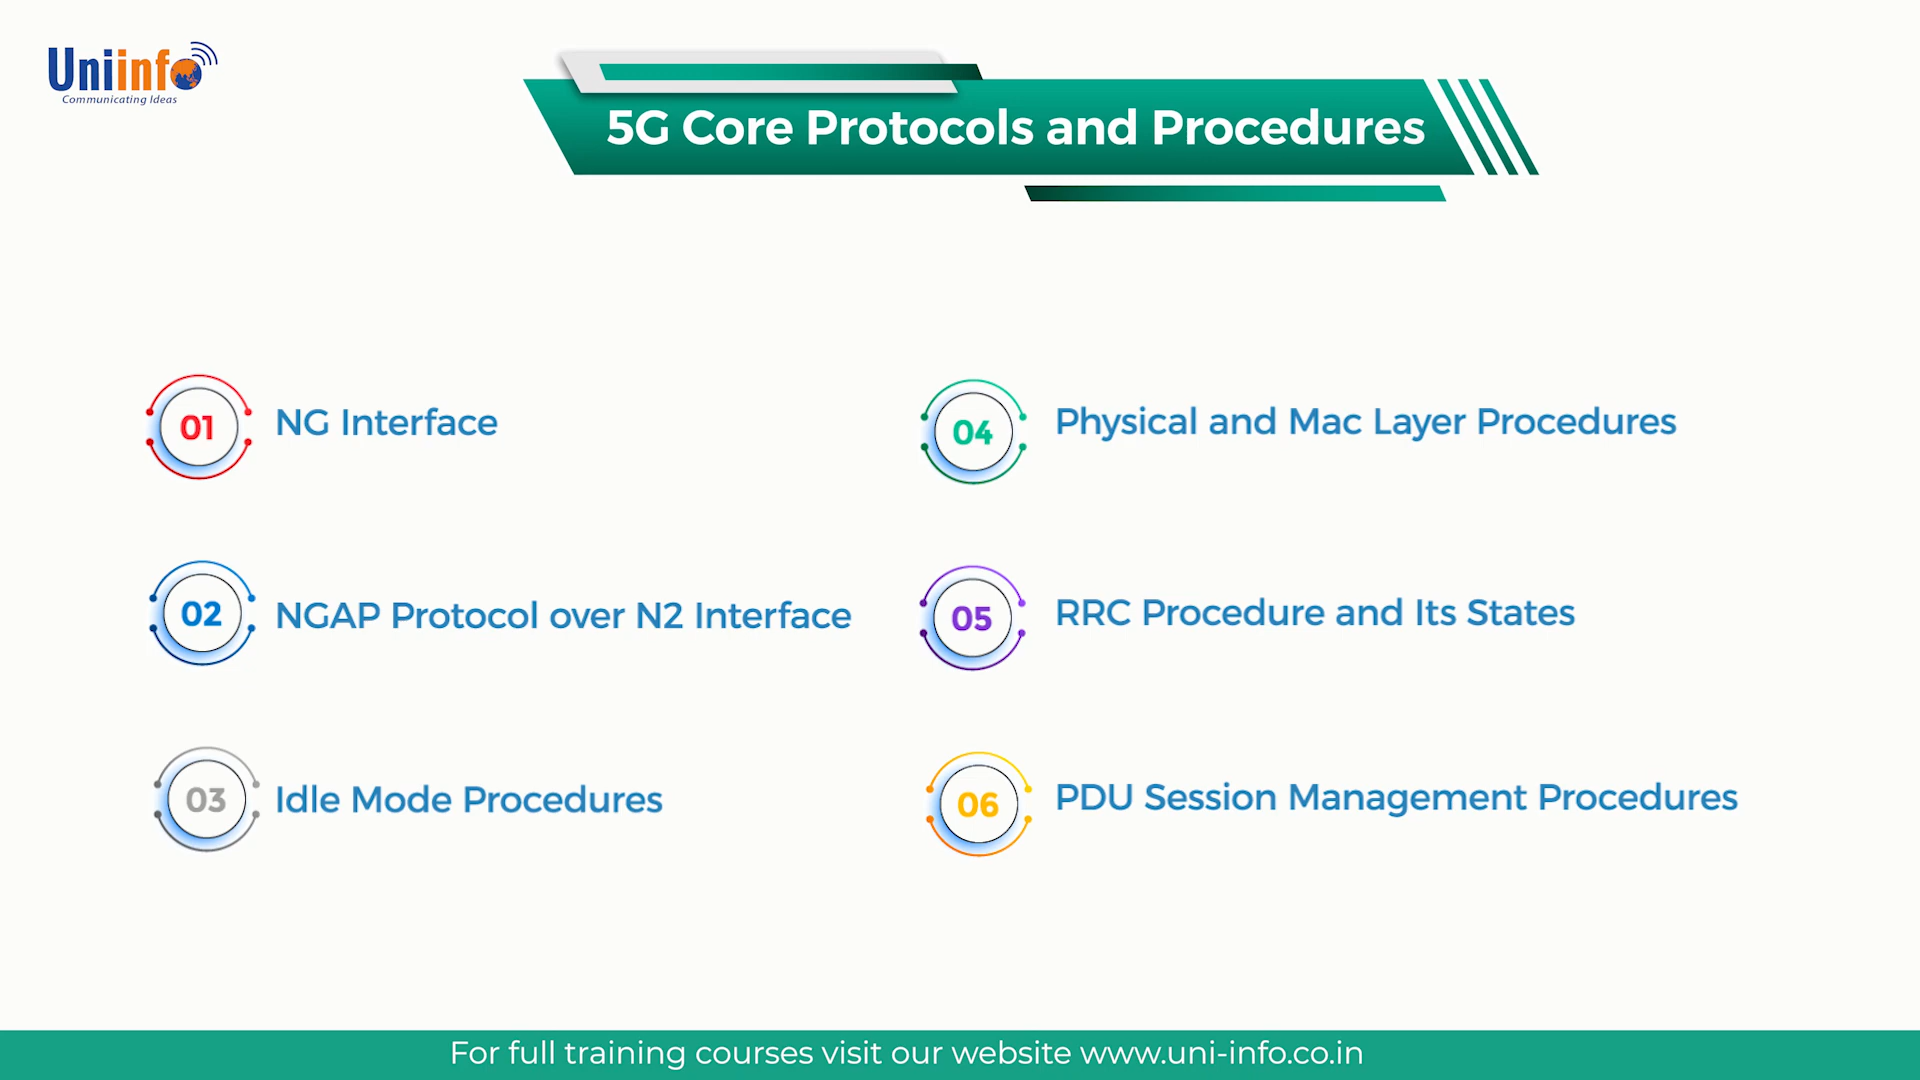 Uniinfo
Communicating Ideas
5G Core Protocols and Procedures
01 NG Interface
02 NGAP Protocol over N2 Interface
03 Idle Mode Procedures
04 Physical and Mac Layer Procedures
05 RRC Procedure and Its States
06 PDU Session Management Procedures
For full training courses visit our website www.uni-info.co.in